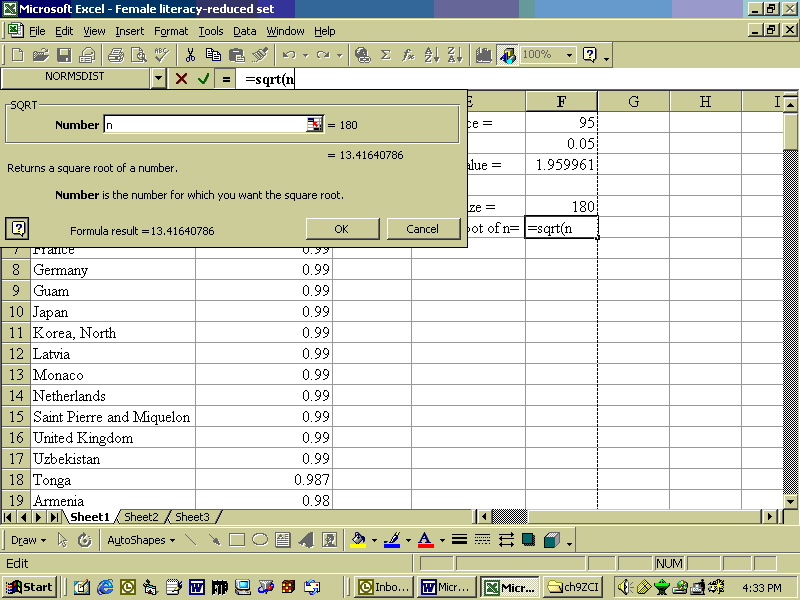 Microsoft Excel - Female literacy-reduced set
File Edit View Insert Format Tools Data Window Help
100%
NORMSDIST = =sqrt(n
SQRT
Number n = 180
= 13.41640786
Returns a square root of a number.
Number is the number for which you want the square root.
Formula result =13.41640786 OK Cancel
E F G H I
ce = 95
0.05
alue = 1.959961
ize = 180
oot of n= =sqrt(n
7 France 0.99
8 Germany 0.99
9 Guam 0.99
10 Japan 0.99
11 Korea, North 0.99
12 Latvia 0.99
13 Monaco 0.99
14 Netherlands 0.99
15 Saint Pierre and Miquelon 0.99
16 United Kingdom 0.99
17 Uzbekistan 0.99
18 Tonga 0.987
19 Armenia 0.98
Sheet1 Sheet2 Sheet3
Draw AutoShapes
Edit NUM
Start Inbo... Micr... Micr... ch9ZCI 4:33 PM